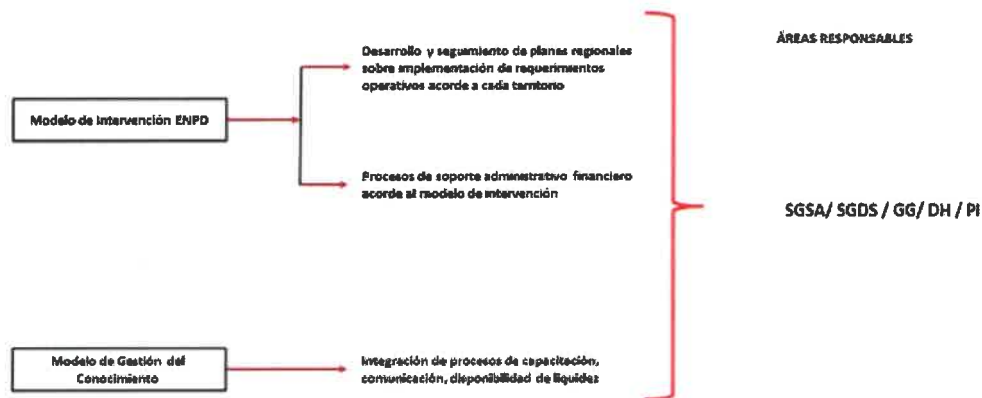 ÁREAS RESPONSABLES
Desarrollo y seguimiento de planes regionales
sobre implementación de requerimientos
operativos acorde a cada territorio
Modelo de Intervención ENPD
Procesos de soporte administrativo financiero
acorde al modelo de intervención
SGSA/ SGDS / GG/ DH / PI
Modelo de Gestión del
Conocimiento
Integración de procesos de capacitación,
comunicación, disponibilidad de liquidez